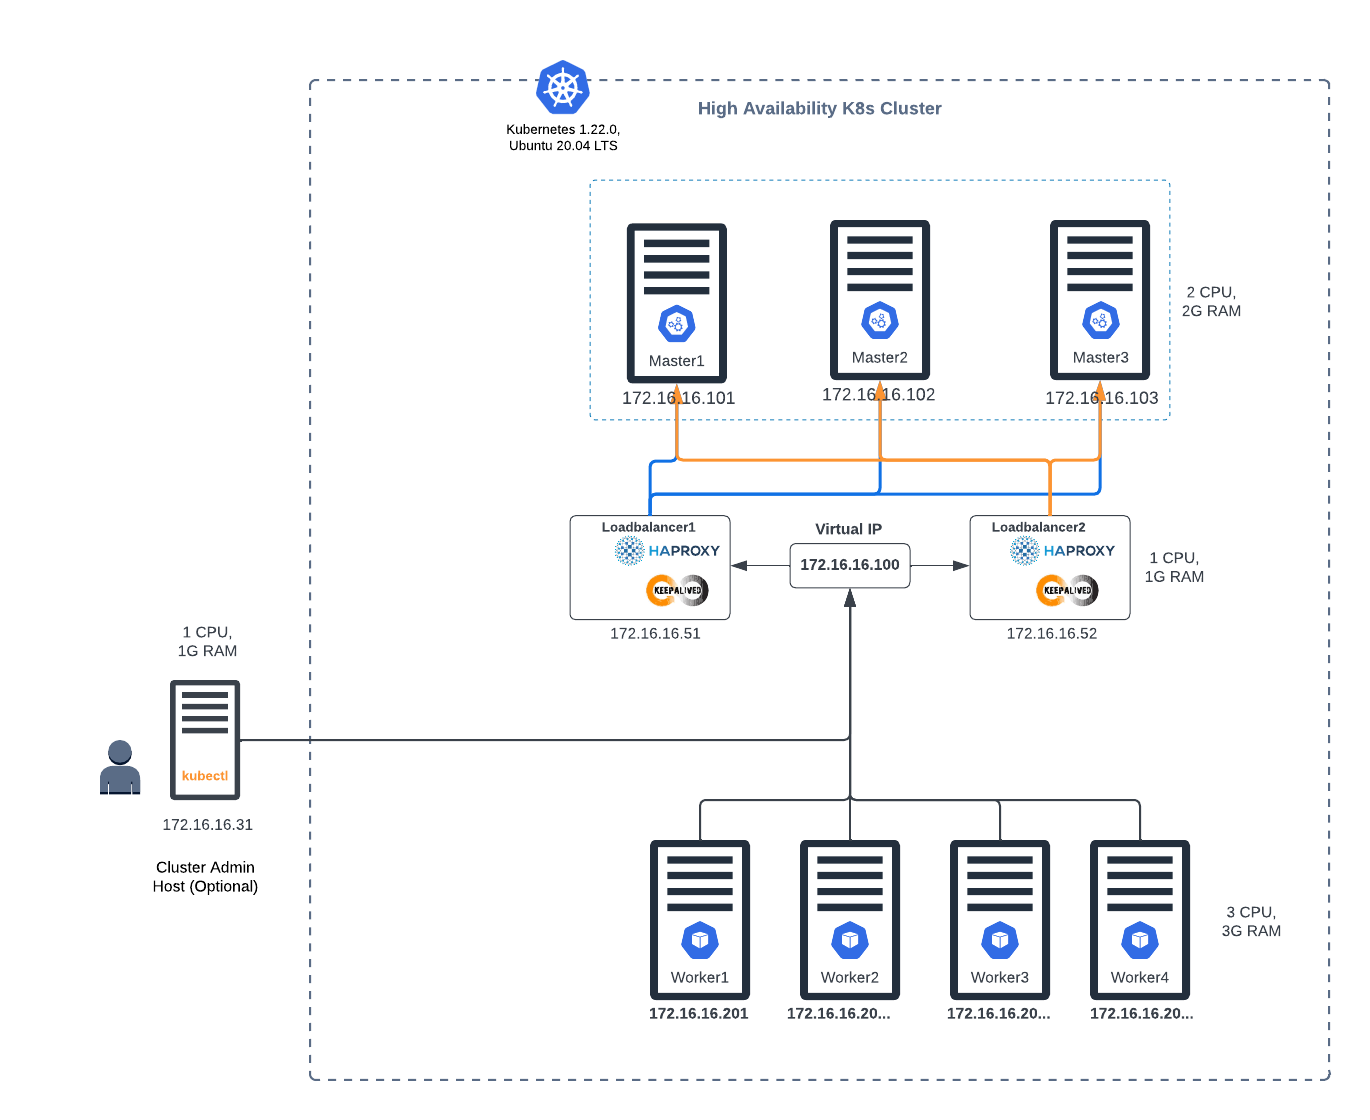 High Availability K8s Cluster
Kubernetes 1.22.0,
Ubuntu 20.04 LTS
Master1
Master2
Master3
172.16.16.101
172.16.16.102
172.16.16.103
2 CPU,
2G RAM
Loadbalancer1
HAPROXY
KEEPALIVED
172.16.16.51
Virtual IP
172.16.16.100
Loadbalancer2
HAPROXY
KEEPALIVED
172.16.16.52
1 CPU,
1G RAM
1 CPU,
1G RAM
kubectl
172.16.16.31
Cluster Admin
Host (Optional)
Worker1
Worker2
Worker3
Worker4
172.16.16.201
172.16.16.20...
172.16.16.20...
172.16.16.20...
3 CPU,
3G RAM